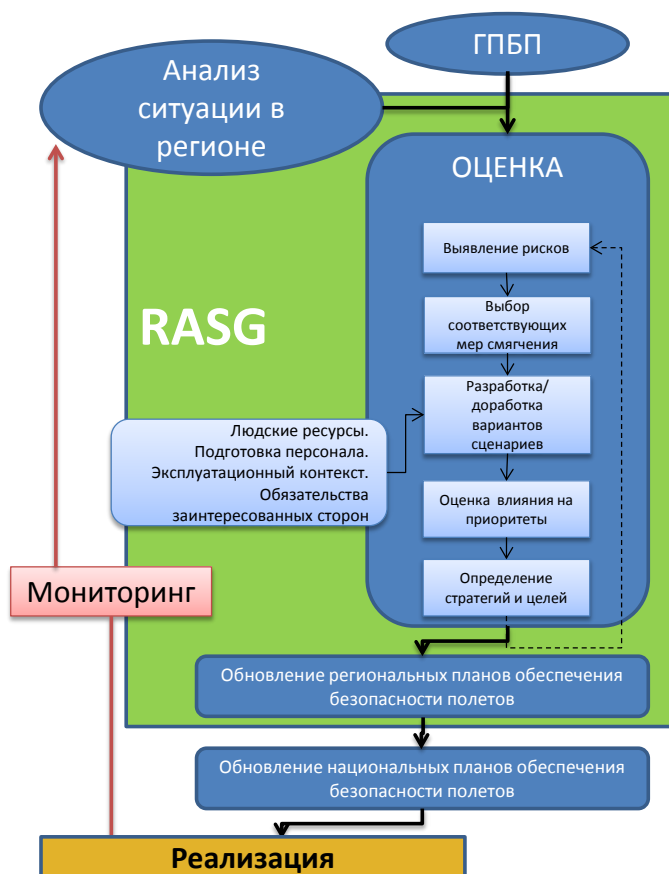 ГПБП
Анализ
ситуации в
регионе
ОЦЕНКА
Выявление рисков
Выбор
соответствующих
мер смягчения
RASG
Разработка/
доработка
вариантов
сценариев
Людские ресурсы.
Подготовка персонала.
Эксплуатационный контекст.
Обязательства
заинтересованных сторон
Оценка влияния на
приоритеты
Определение
стратегий и целей
Мониторинг
Обновление региональных планов обеспечения
безопасности полетов
Обновление национальных планов обеспечения
безопасности полетов
Реализация